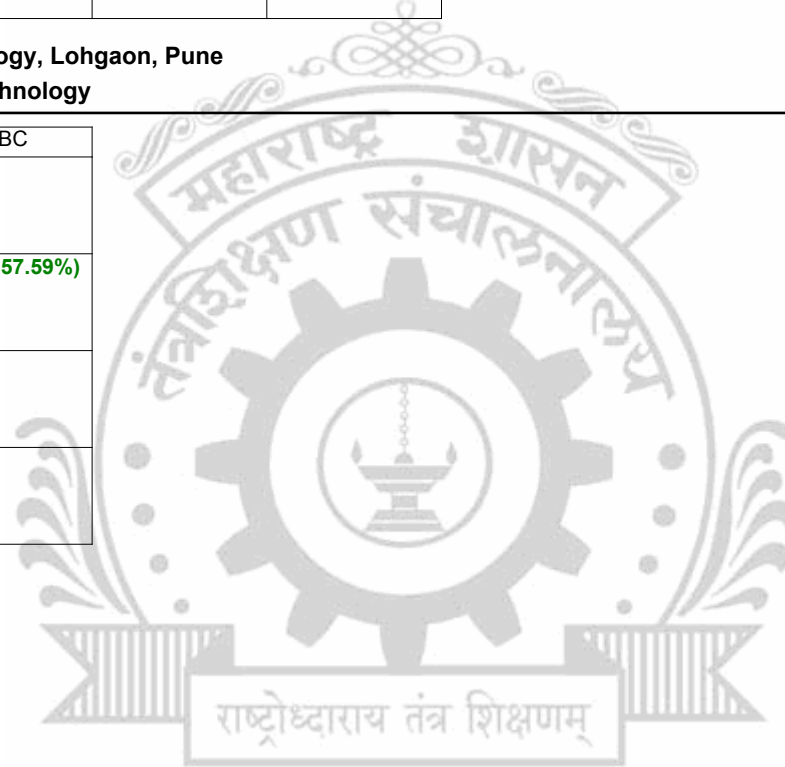 ogy, Lohgaon, Pune
hnology
BC
57.59%)
महाराष्ट्र शासन
तंत्रशिक्षण संचालनालय
राष्ट्रोध्दाराय तंत्र शिक्षणम्